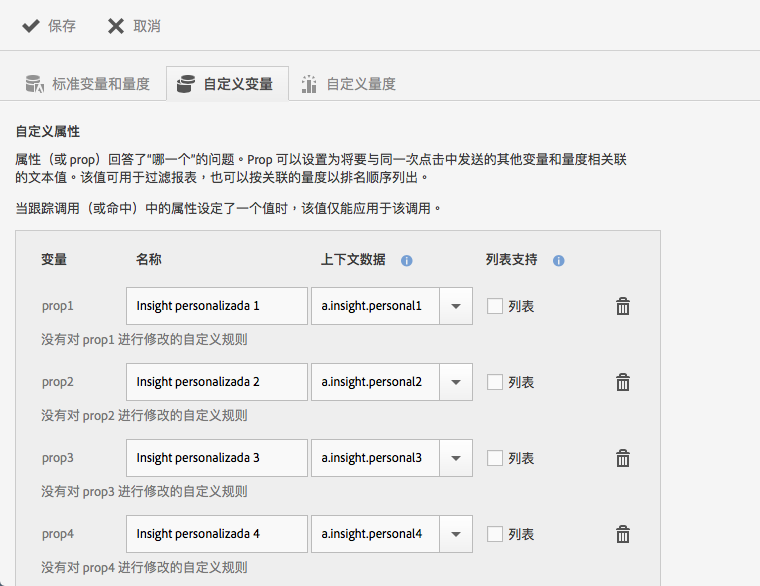 保存 取消
标准变量和量度 自定义变量 自定义量度
自定义属性
属性（或 prop）回答了“哪一个”的问题。Prop 可以设置为将要与同一次点击中发送的其他变量和量度相关联
的文本值。该值可用于过滤报表，也可以按关联的量度以排名顺序列出。
当跟踪调用（或命中）中的属性设定了一个值时，该值仅能应用于该调用。
变量 名称 上下文数据 列表支持
prop1 Insight personalizada 1 a.insight.personal1 列表
没有对 prop1 进行修改的自定义规则
prop2 Insight personalizada 2 a.insight.personal2 列表
没有对 prop2 进行修改的自定义规则
prop3 Insight personalizada 3 a.insight.personal3 列表
没有对 prop3 进行修改的自定义规则
prop4 Insight personalizada 4 a.insight.personal4 列表
没有对 prop4 进行修改的自定义规则